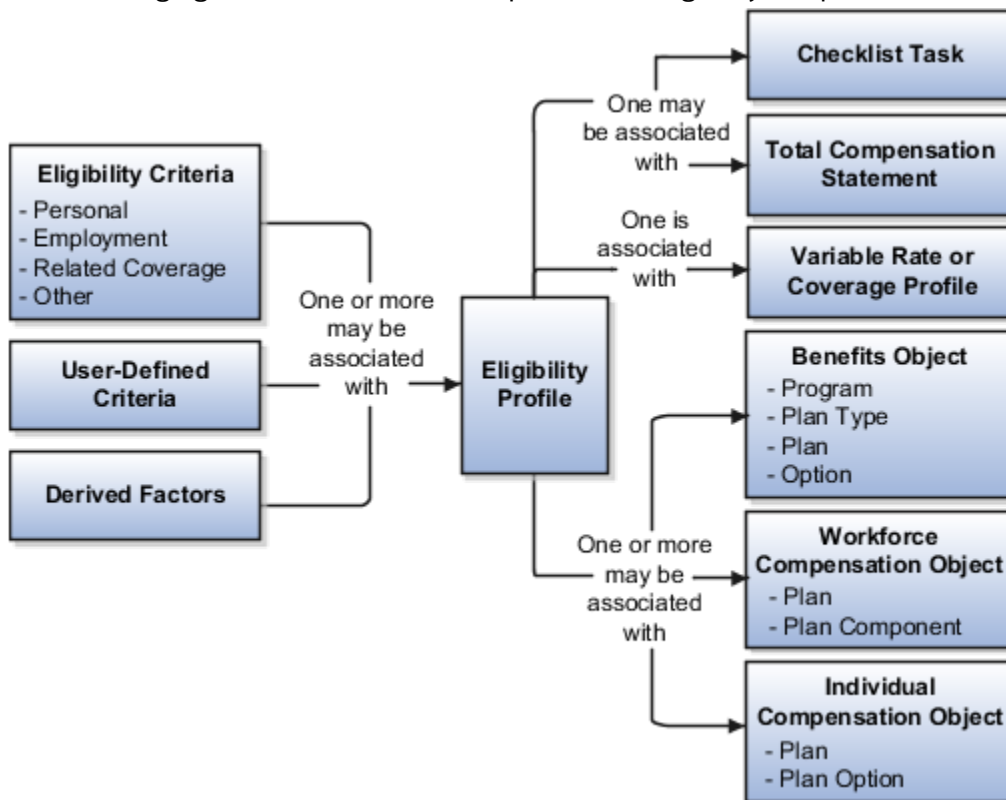 Checklist Task
One may
be associated
with
Total Compensation
Statement
Eligibility Criteria
- Personal
- Employment
- Related Coverage
- Other
One is
associated
with
Variable Rate or
Coverage Profile
One or more
may be
associated
with
User-Defined
Criteria
Derived Factors
Eligibility
Profile
Benefits Object
- Program
- Plan Type
- Plan
- Option
One or more
may be
associated
with
Workforce
Compensation Object
- Plan
- Plan Component
Individual
Compensation Object
- Plan
- Plan Option